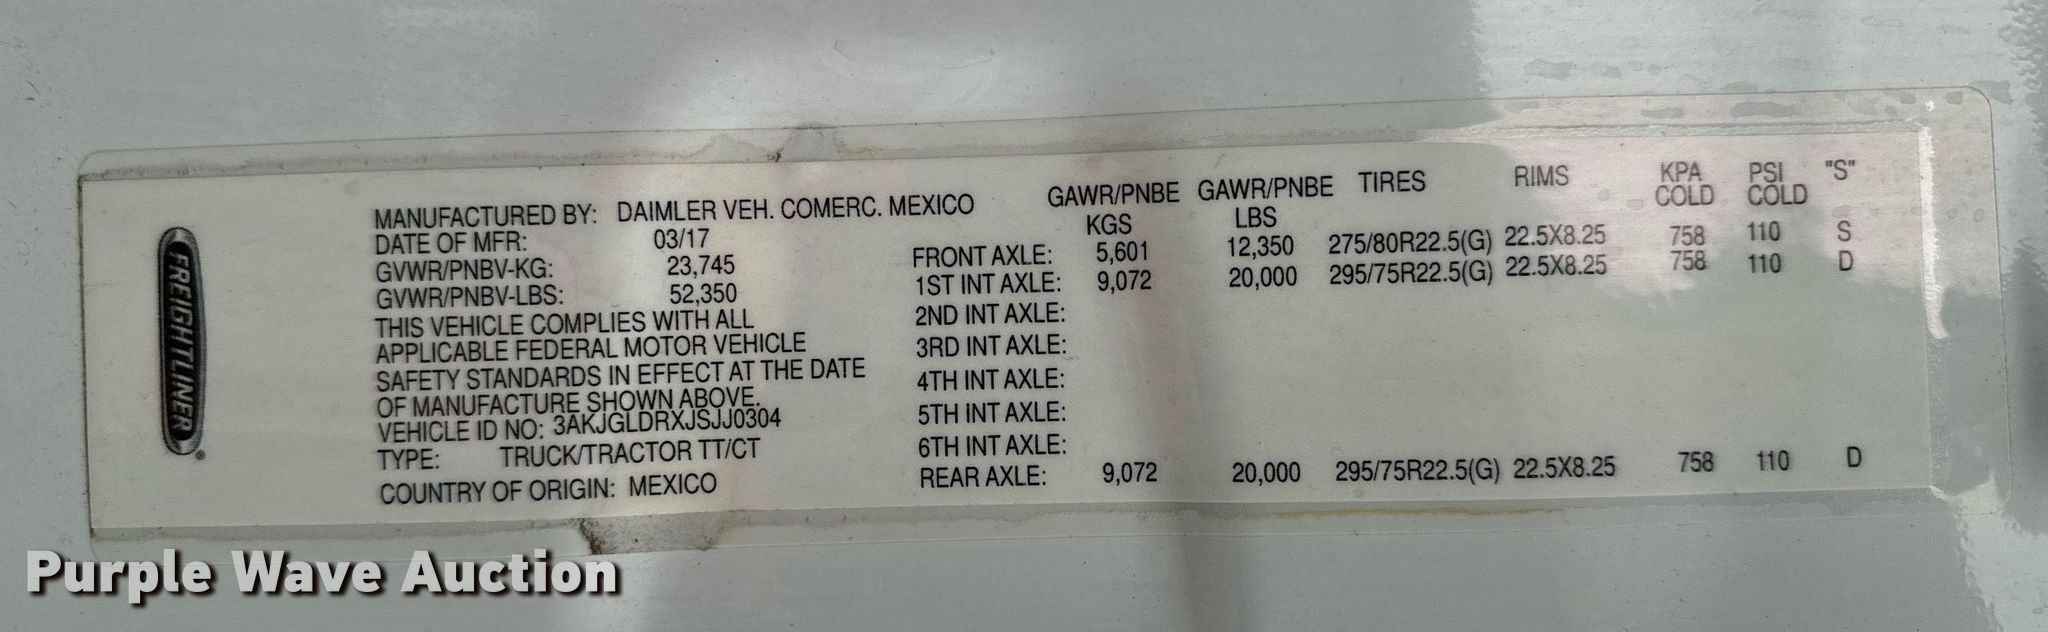 FREIGHTLINER®
MANUFACTURED BY: DAIMLER VEH. COMERC. MEXICO
DATE OF MFR: 03/17
GVWR/PNBV-KG: 23,745
GVWR/PNBV-LBS: 52,350
THIS VEHICLE COMPLIES WITH ALL
APPLICABLE FEDERAL MOTOR VEHICLE
SAFETY STANDARDS IN EFFECT AT THE DATE
OF MANUFACTURE SHOWN ABOVE.
VEHICLE ID NO: 3AKJGLDRXJSJJ0304
TYPE: TRUCK/TRACTOR TT/CT
COUNTRY OF ORIGIN: MEXICO
GAWR/PNBE GAWR/PNBE TIRES RIMS KPA PSI "S"
KGS LBS COLD COLD
FRONT AXLE: 5,601 12,350 275/80R22.5(G) 22.5X8.25 758 110 S
1ST INT AXLE: 9,072 20,000 295/75R22.5(G) 22.5X8.25 758 110 D
2ND INT AXLE:
3RD INT AXLE:
4TH INT AXLE:
5TH INT AXLE:
6TH INT AXLE:
REAR AXLE: 9,072 20,000 295/75R22.5(G) 22.5X8.25 758 110 D
Purple Wave Auction